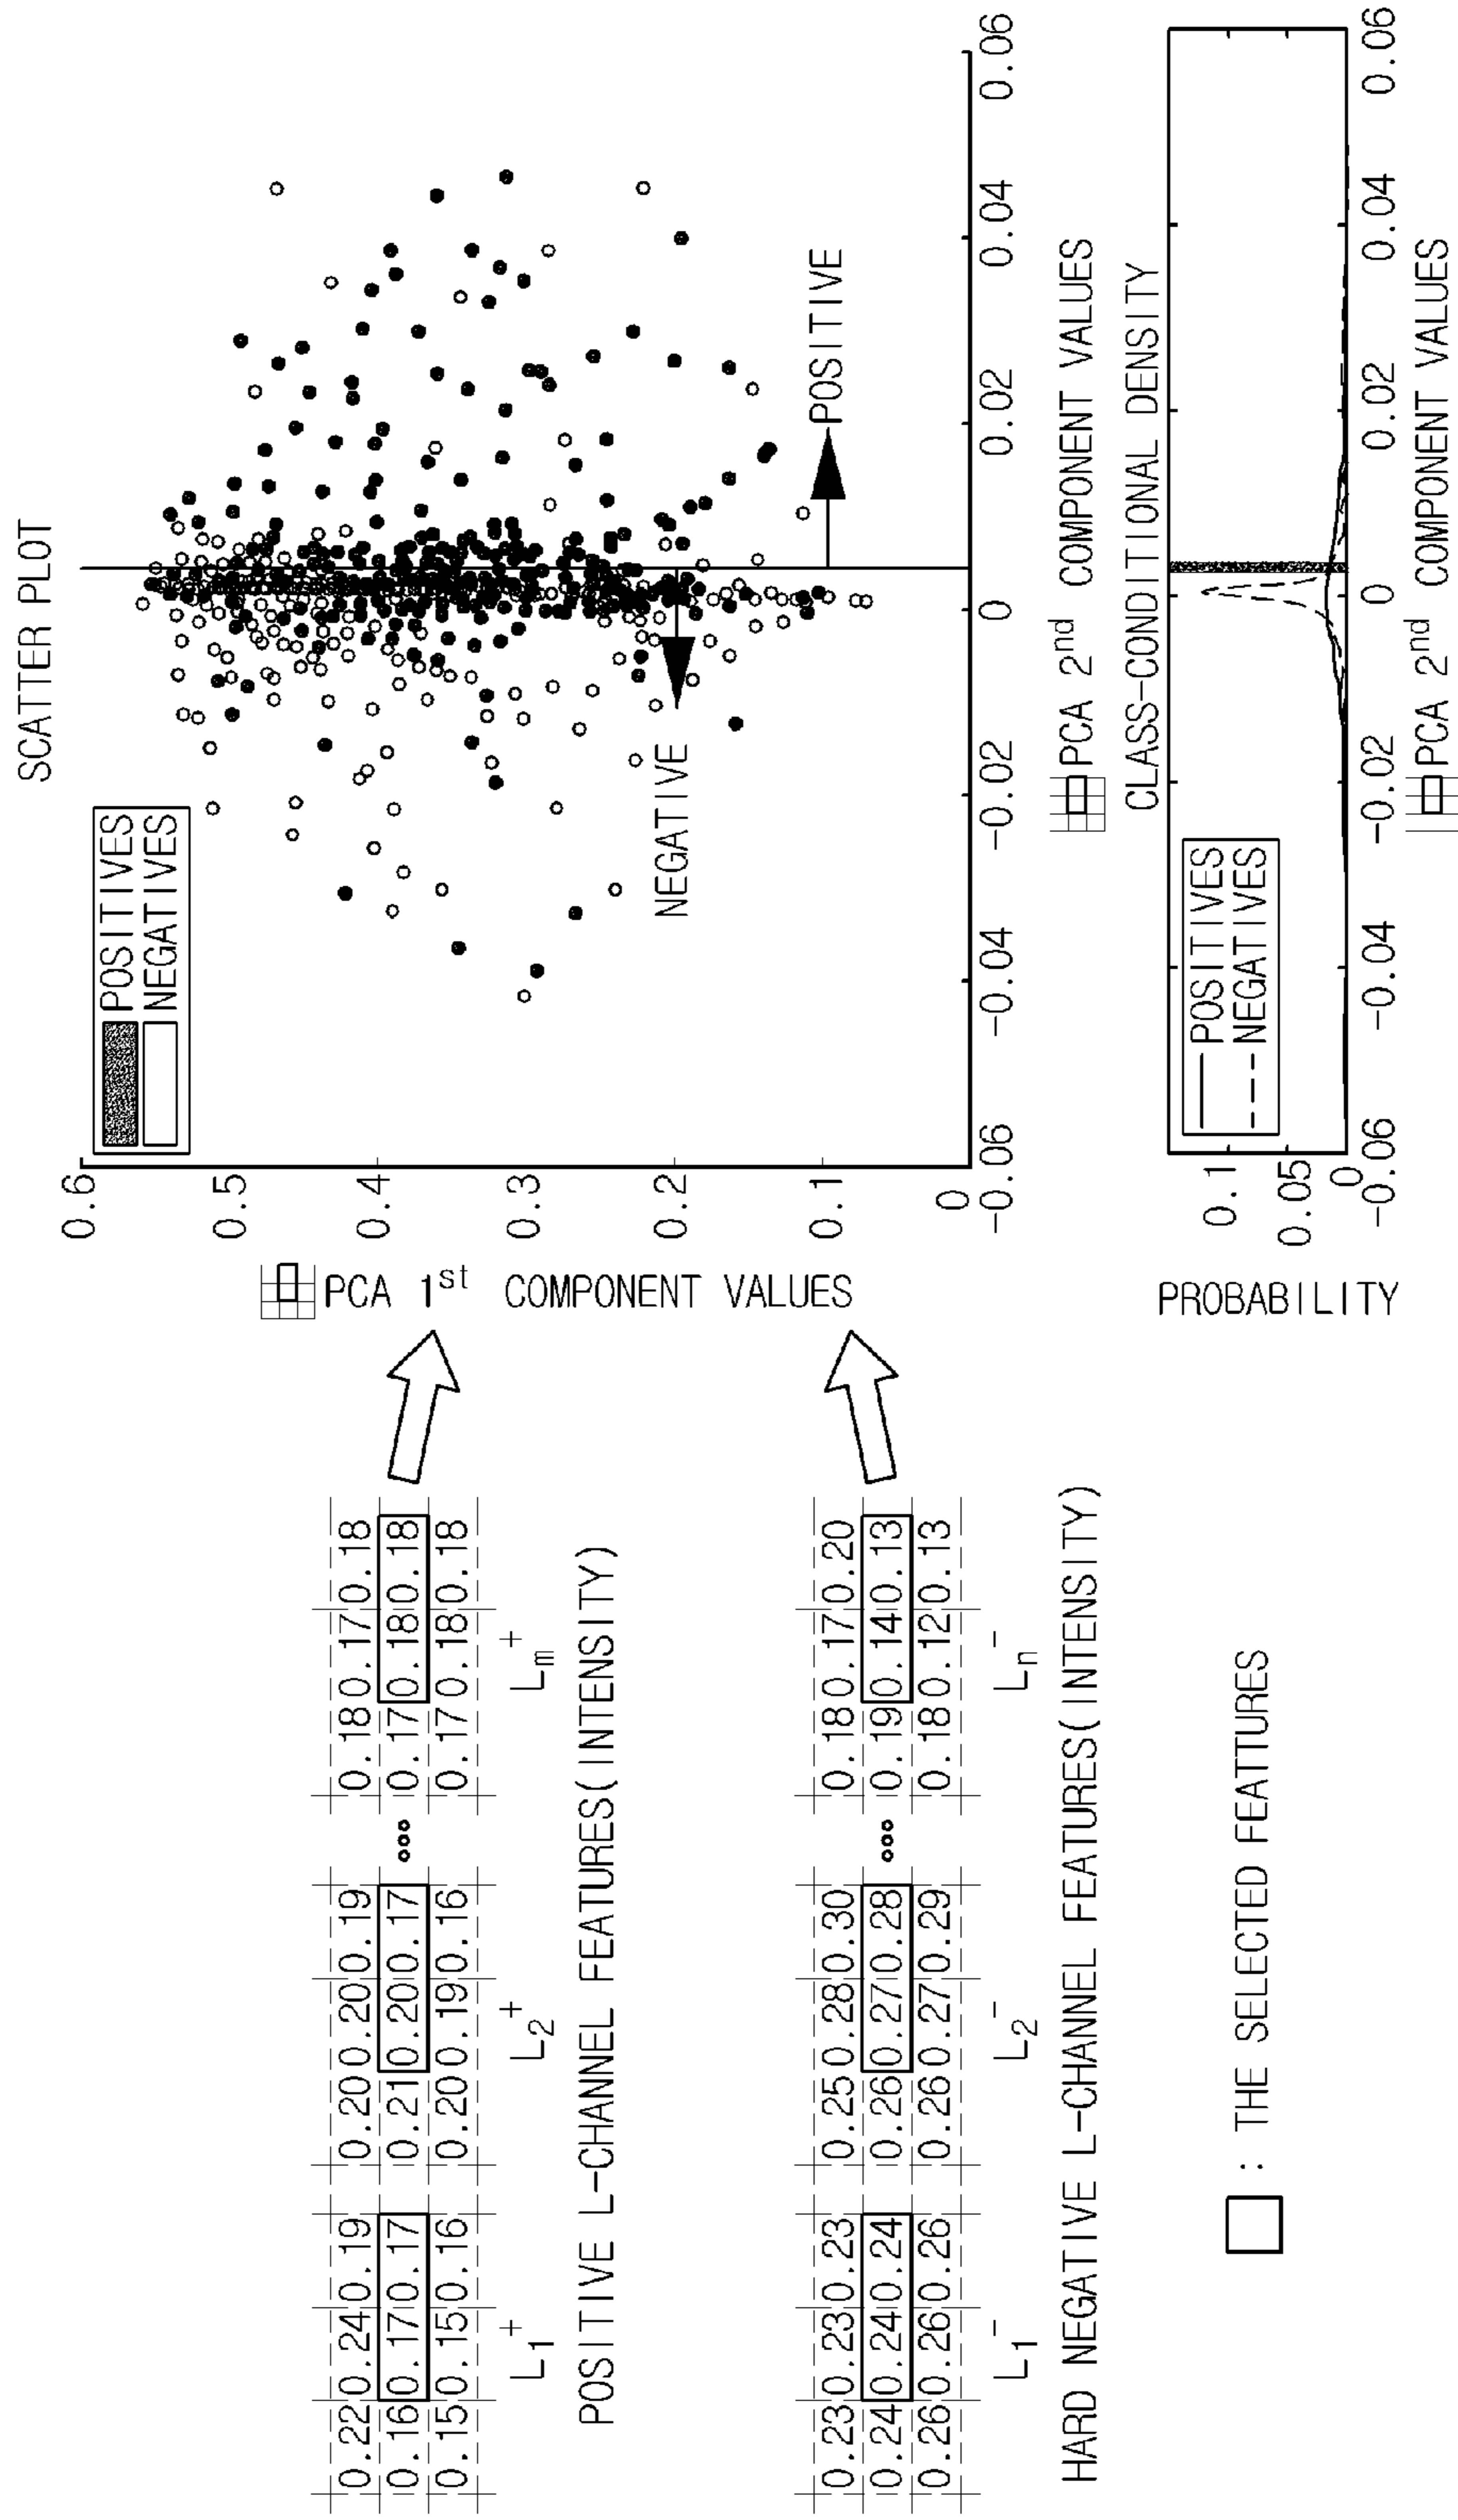 0.22 0.24 0.19
0.16 0.17 0.17
0.15 0.15 0.16
L1+
0.20 0.20 0.19
0.21 0.20 0.17
0.20 0.19 0.16
L2+
0.18 0.17 0.18
0.17 0.18 0.18
0.17 0.18 0.18
Lm+
POSITIVE L-CHANNEL FEATURES(INTENSITY)
0.23 0.23 0.23
0.24 0.24 0.24
0.26 0.26 0.26
L1-
0.25 0.28 0.30
0.26 0.27 0.28
0.26 0.27 0.29
L2-
0.18 0.17 0.20
0.19 0.14 0.13
0.18 0.12 0.13
Ln-
HARD NEGATIVE L-CHANNEL FEATURES(INTENSITY)
: THE SELECTED FEATTURES
SCATTER PLOT
POSITIVES
NEGATIVES
0.6
0.5
0.4
0.3
0.2
0.1
0
PCA 1st COMPONENT VALUES
NEGATIVE
POSITIVE
-0.06 -0.04 -0.02 0 0.02 0.04 0.06
PCA 2nd COMPONENT VALUES
CLASS-CONDITIONAL DENSITY
POSITIVES
NEGATIVES
0.1
0.05
0
PROBABILITY
-0.06 -0.04 -0.02 0 0.02 0.04 0.06
PCA 2nd COMPONENT VALUES